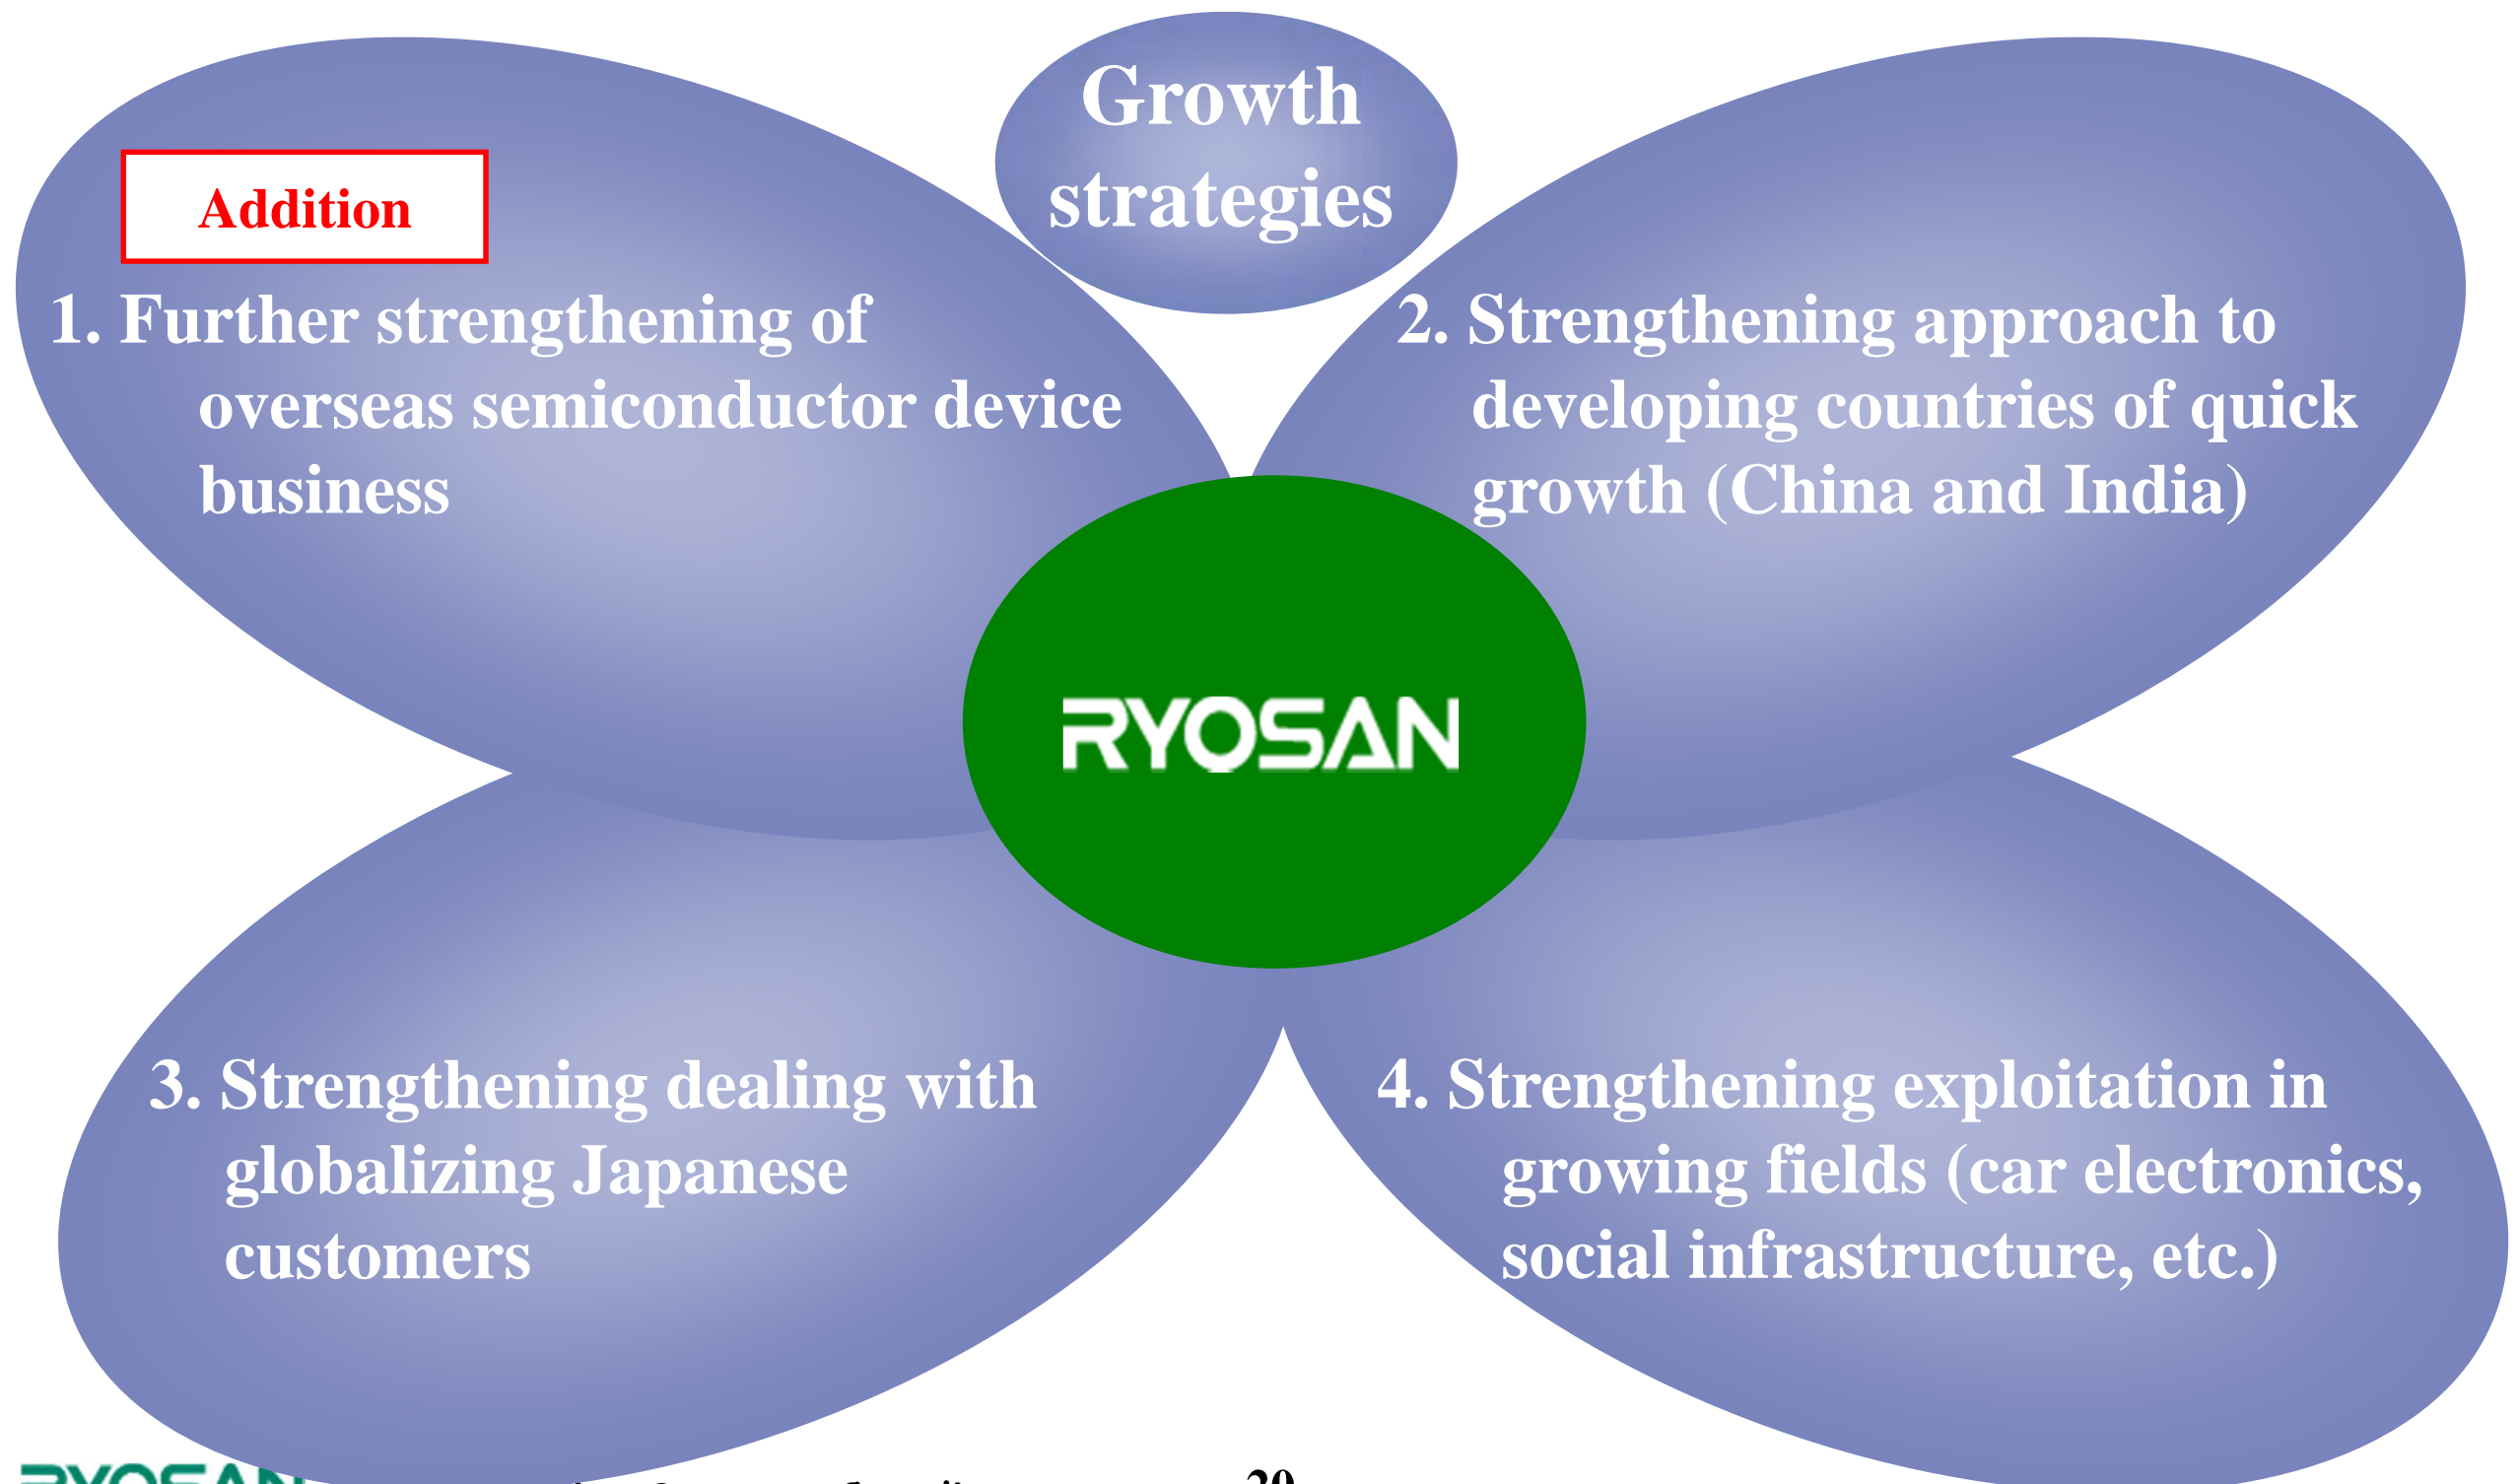 Growth
strategies
Addition
1. Further strengthening of
overseas semiconductor device
business
2. Strengthening approach to
developing countries of quick
growth (China and India)
RYOSAN
3. Strengthening dealing with
globalizing Japanese
customers
4. Strengthening exploitation in
growing fields (car electronics,
social infrastructure, etc.)
RYOSAN